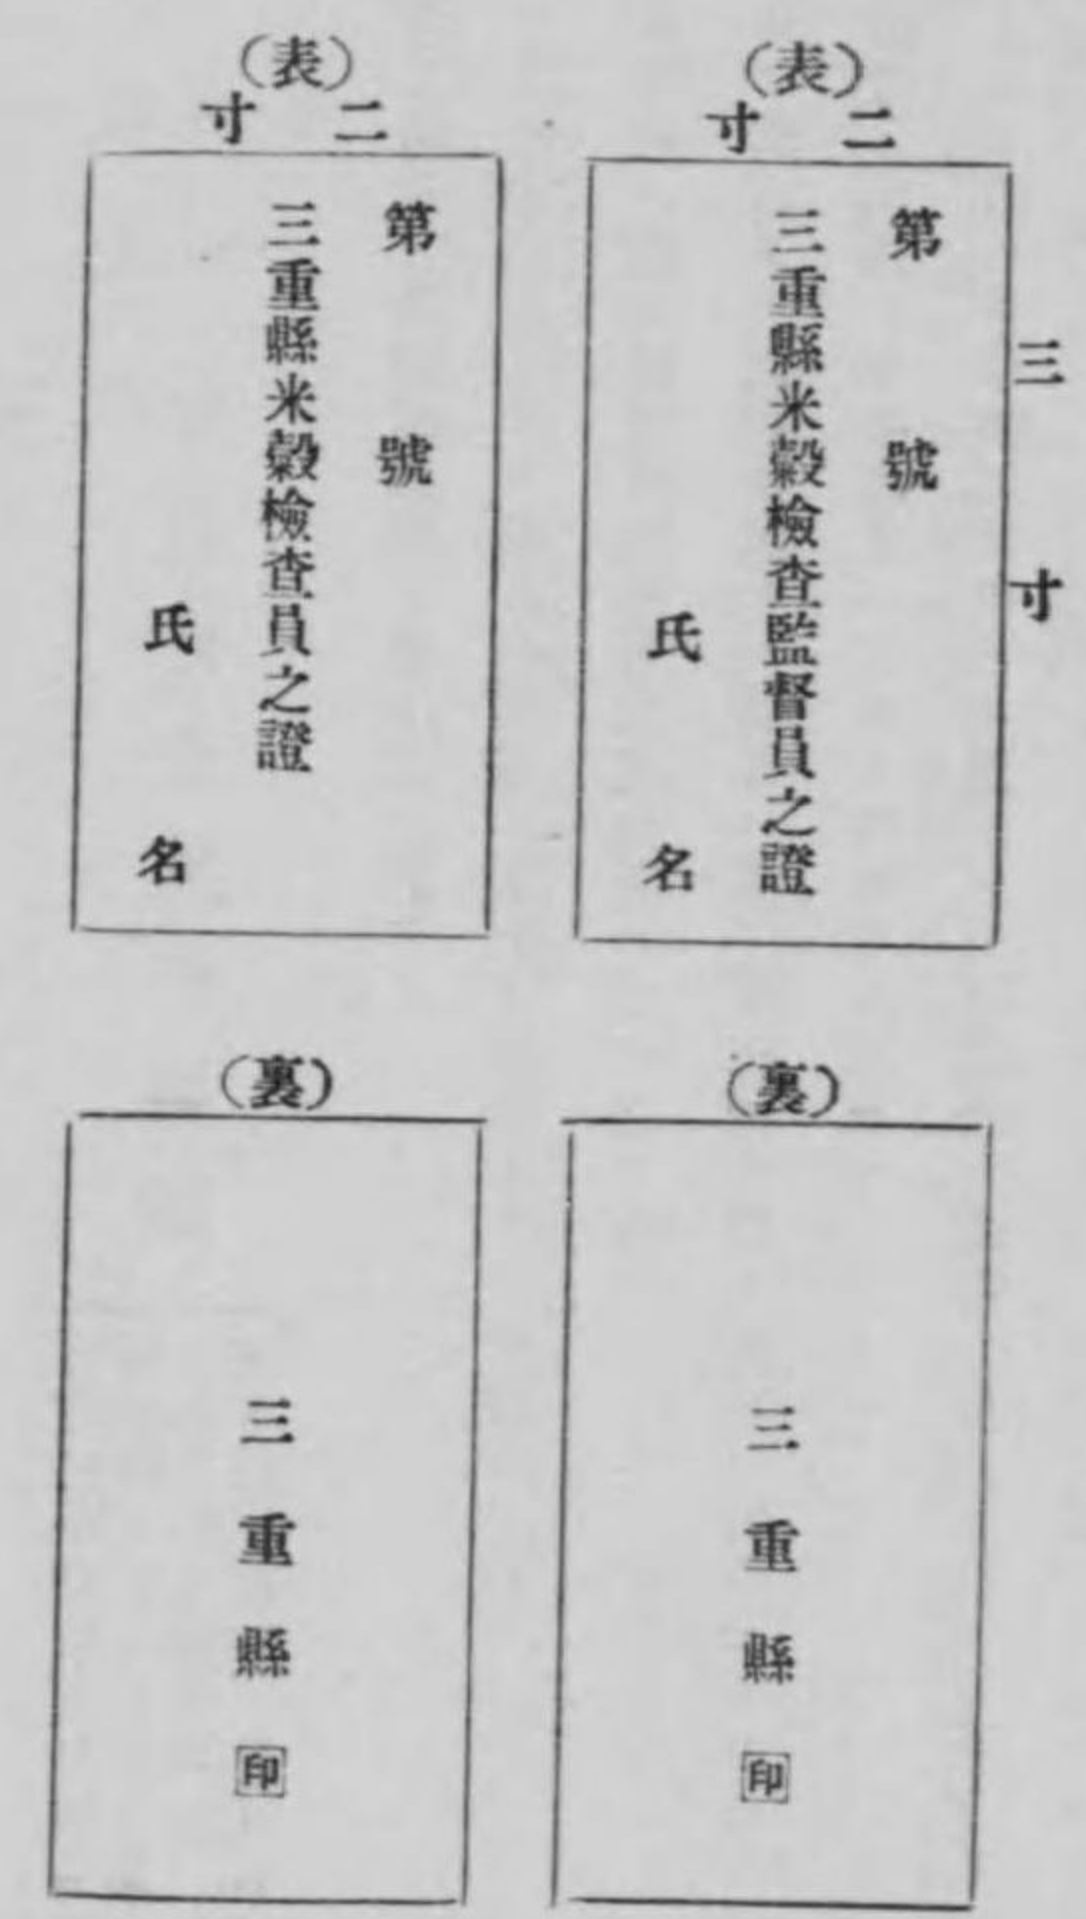 (表)
二寸
三寸
第號
三重縣米穀檢查監督員之證
氏名
(裏)
三重縣印
(表)
二寸
第號
三重縣米穀檢查員之證
氏名
(裏)
三重縣印